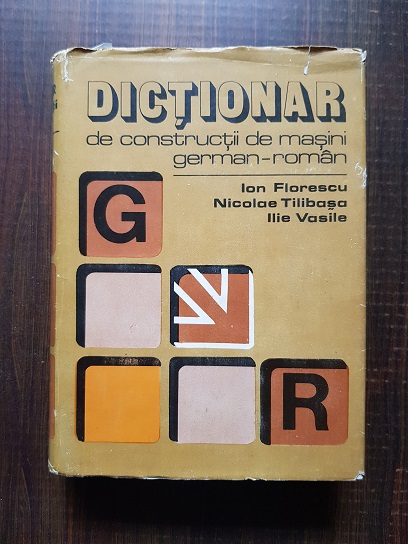 DICȚIONAR
de construcții de mașini
german-român
Ion Florescu
Nicolae Tilibașa
Ilie Vasile
G
R